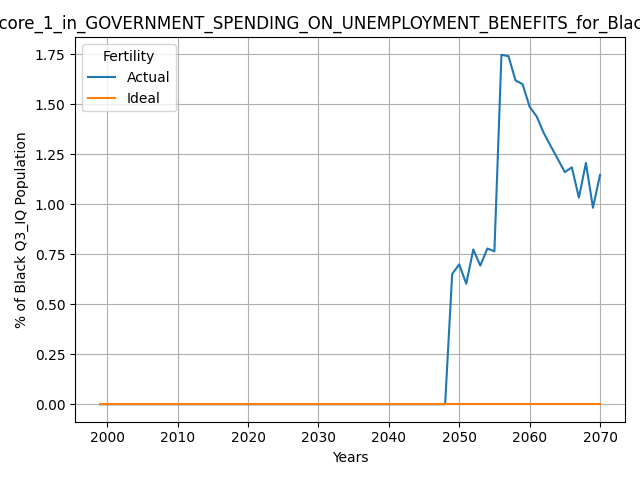 core_1_in_GOVERNMENT_SPENDING_ON_UNEMPLOYMENT_BENEFITS_for_Blac
Fertility
Actual
Ideal
% of Black Q3_IQ Population
1.75
1.50
1.25
1.00
0.75
0.50
0.25
0.00
2000 2010 2020 2030 2040 2050 2060 2070
Years